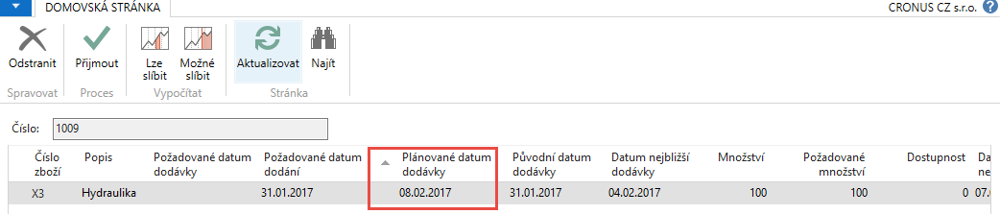 DOMOVSKÁ STRÁNKA CRONUS CZ s.r.o. ?
Odstranit Přijmout Lze slíbit Možné slíbit Aktualizovat Najít
Spravovat Proces Vypočítat Stránka
Číslo: 1009
Číslo zboží Popis Požadované datum dodávky Požadované datum dodání Plánované datum dodávky Původní datum dodávky Datum nejbližší dodávky Množství Požadované množství Dostupnost
X3 Hydraulika 31.01.2017 08.02.2017 31.01.2017 04.02.2017 100 100 0 07.